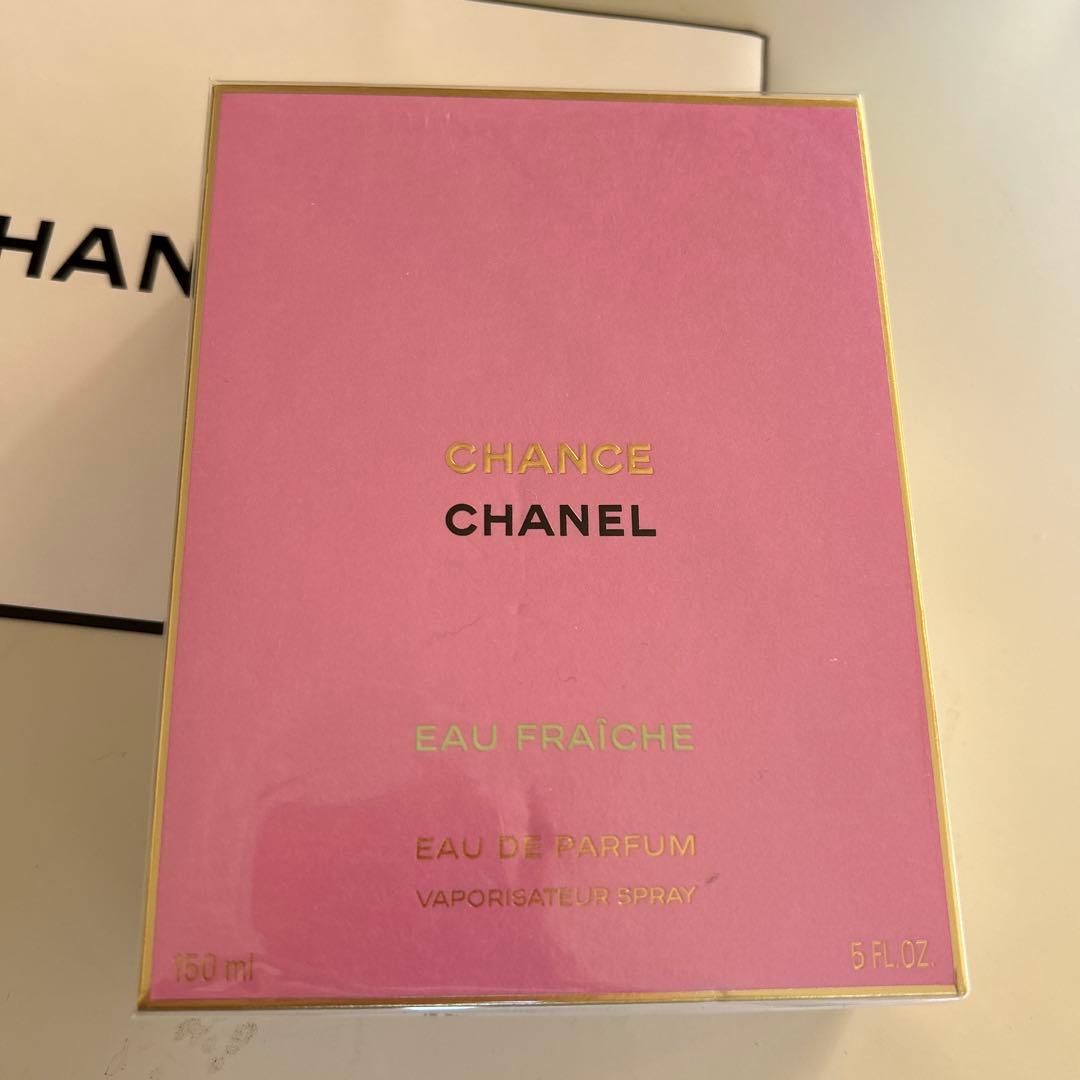 HAN
CHANCE
CHANEL
EAU FRAÎCHE
EAU DE PARFUM
VAPORISATEUR SPRAY
150 ml
5 FL.OZ.